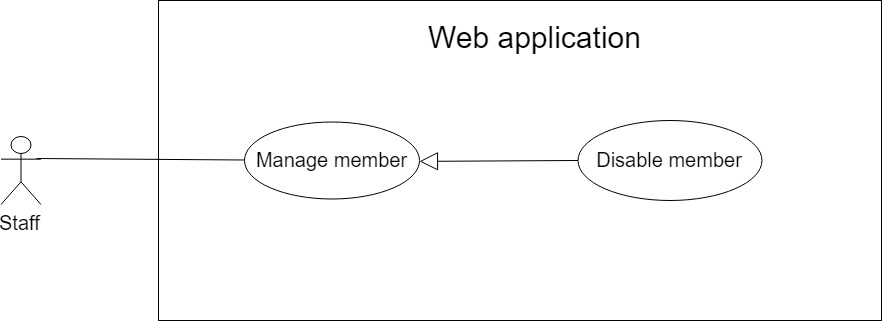 Web application
Manage member
Disable member
Staff